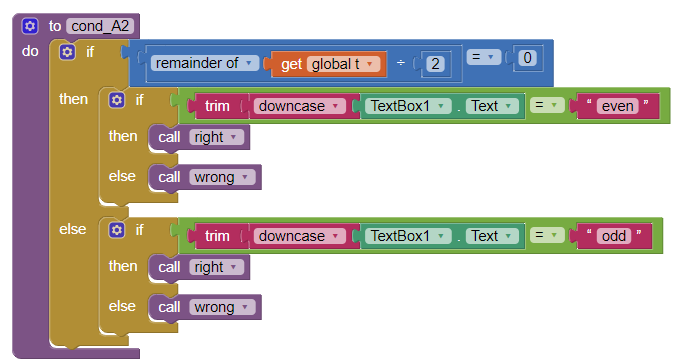 to cond_A2
do if remainder of get global t ÷ 2 = 0
then if trim downcase TextBox1 . Text = “ even ”
then call right
else call wrong
else if trim downcase TextBox1 . Text = “ odd ”
then call right
else call wrong